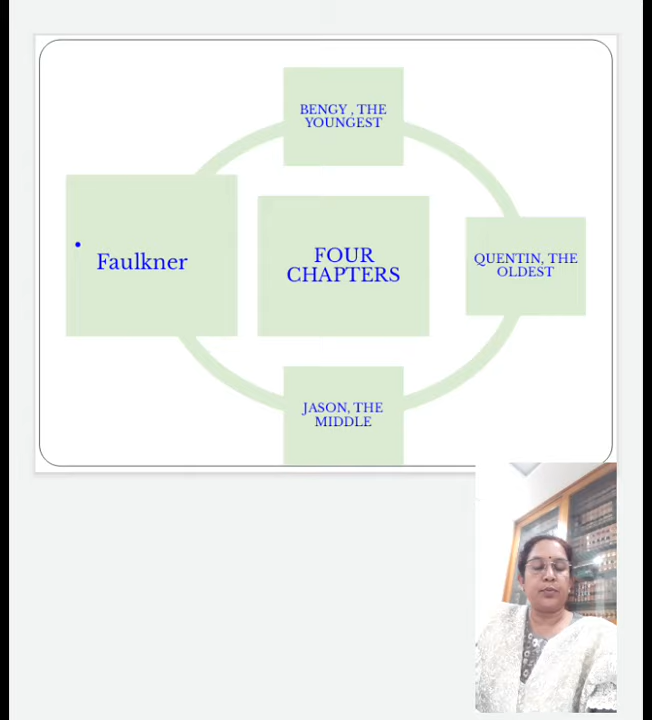 BENGY , THE
YOUNGEST
• Faulkner
FOUR
CHAPTERS
QUENTIN, THE
OLDEST
JASON, THE
MIDDLE